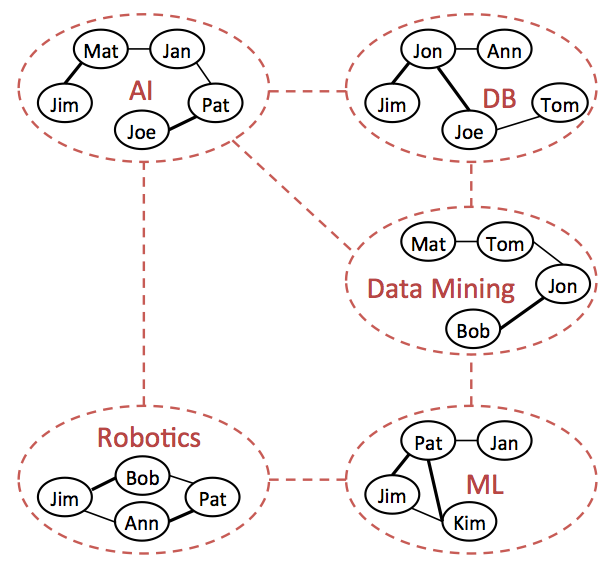 Mat
Jan
Jim
AI
Pat
Joe
Jon
Ann
Jim
DB
Tom
Joe
Mat
Tom
Data Mining
Jon
Bob
Robotics
Bob
Jim
Pat
Ann
Pat
Jan
Jim
ML
Kim